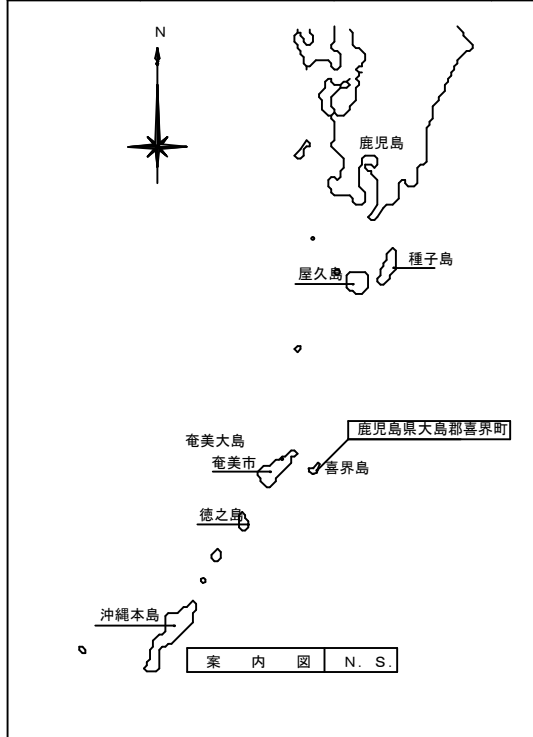 N
鹿児島
種子島
屋久島
鹿児島県大島郡喜界町
奄美大島
奄美市
喜界島
徳之島
沖縄本島
案 内 図 N. S.